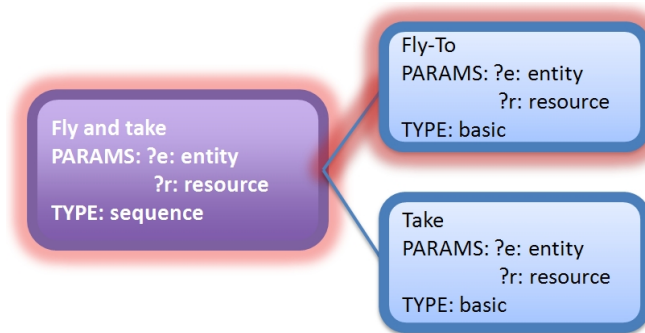 Fly and take
PARAMS: ?e: entity
?r: resource
TYPE: sequence
Fly-To
PARAMS: ?e: entity
?r: resource
TYPE: basic
Take
PARAMS: ?e: entity
?r: resource
TYPE: basic